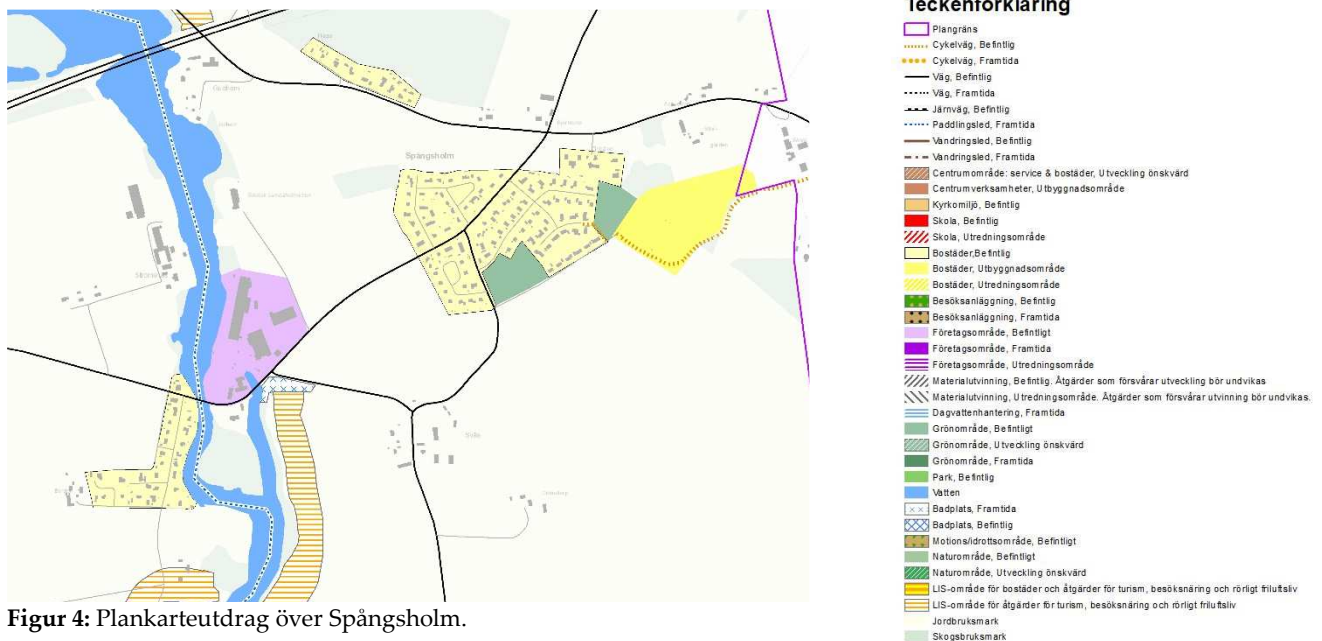 Spångsholm
Figur 4: Plankarteutdrag över Spångsholm.
Teckenförklaring
Plangräns
Cykelväg, Befintlig
Cykelväg, Framtida
Väg, Befintlig
Väg, Framtida
Järnväg, Befintlig
Paddlingsled, Framtida
Vandringsled, Befintlig
Vandringsled, Framtida
Centrumområde: service & bostäder, Utveckling önskvärd
Centrumverksamheter, Utbyggnadsområde
Kyrkomiljö, Befintlig
Skola, Befintlig
Skola, Utredningsområde
Bostäder,Befintlig
Bostäder, Utbyggnadsområde
Bostäder, Utredningsområde
Besöksanläggning, Befintlig
Besöksanläggning, Framtida
Företagsområde, Befintligt
Företagsområde, Framtida
Företagsområde, Utredningsområde
Materialutvinning, Befintlig. Åtgärder som försvårar utveckling bör undvikas
Materialutvinning, Utredningsområde. Åtgärder som försvårar utvinning bör undvikas.
Dagvattenhantering, Framtida
Grönområde, Befintligt
Grönområde, Utveckling önskvärd
Grönområde, Framtida
Park, Befintlig
Vatten
Badplats, Framtida
Badplats, Befintlig
Motions/idrottsområde, Befintligt
Naturområde, Befintligt
Naturområde, Utveckling önskvärd
LIS-område för bostäder och åtgärder för turism, besöksnäring och rörligt friluftsliv
LIS-område för åtgärder för turism, besöksnäring och rörligt friluftsliv
Jordbruksmark
Skogsbruksmark